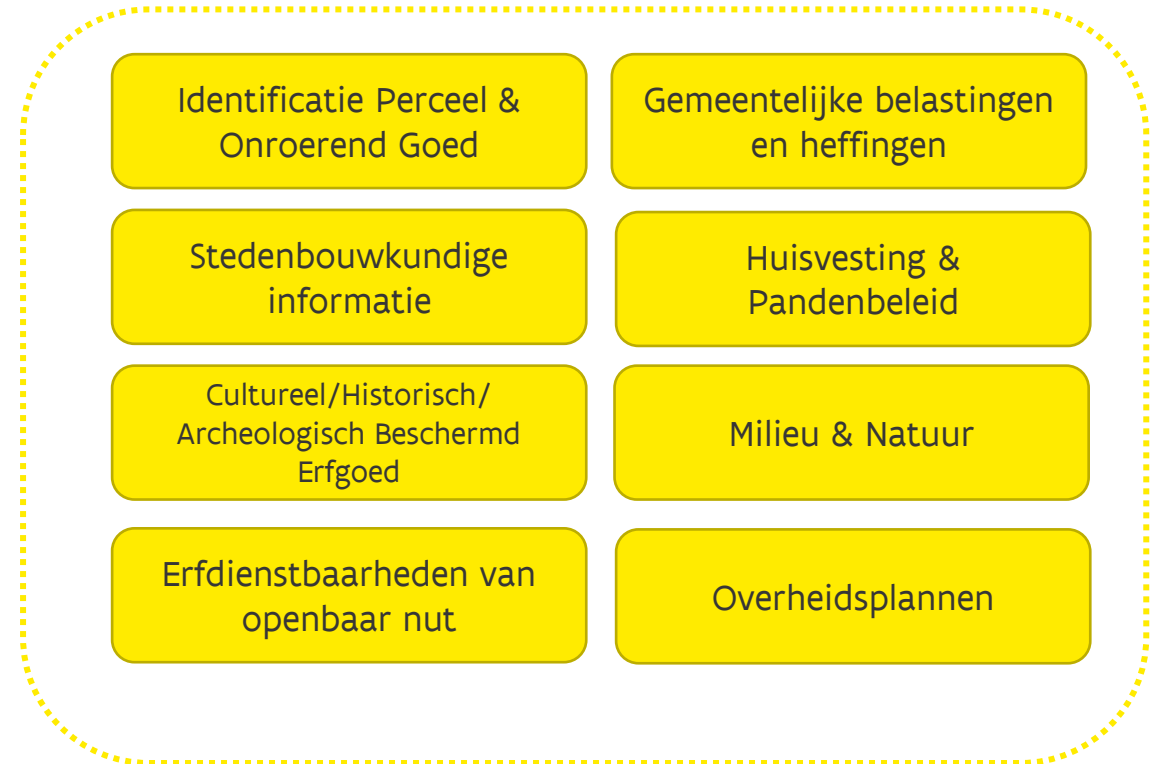 Identificatie Perceel &
Onroerend Goed
Gemeentelijke belastingen
en heffingen
Stedenbouwkundige
informatie
Huisvesting &
Pandenbeleid
Cultureel/Historisch/
Archeologisch Beschermd
Erfgoed
Milieu & Natuur
Erfdienstbaarheden van
openbaar nut
Overheidsplannen